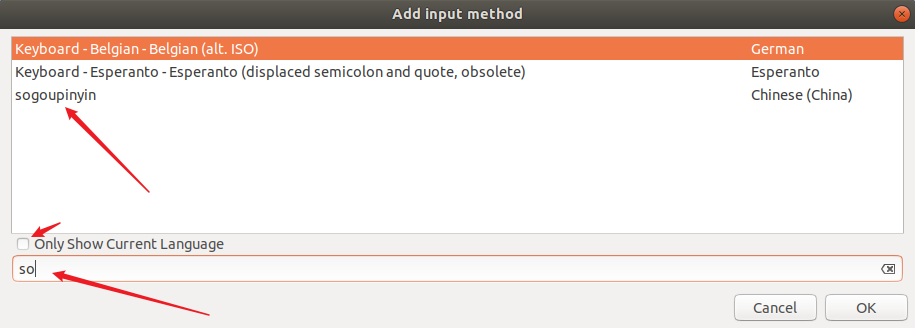 Add input method
Keyboard - Belgian - Belgian (alt. ISO) German
Keyboard - Esperanto - Esperanto (displaced semicolon and quote, obsolete) Esperanto
sogoupinyin Chinese (China)
Only Show Current Language
so
Cancel OK